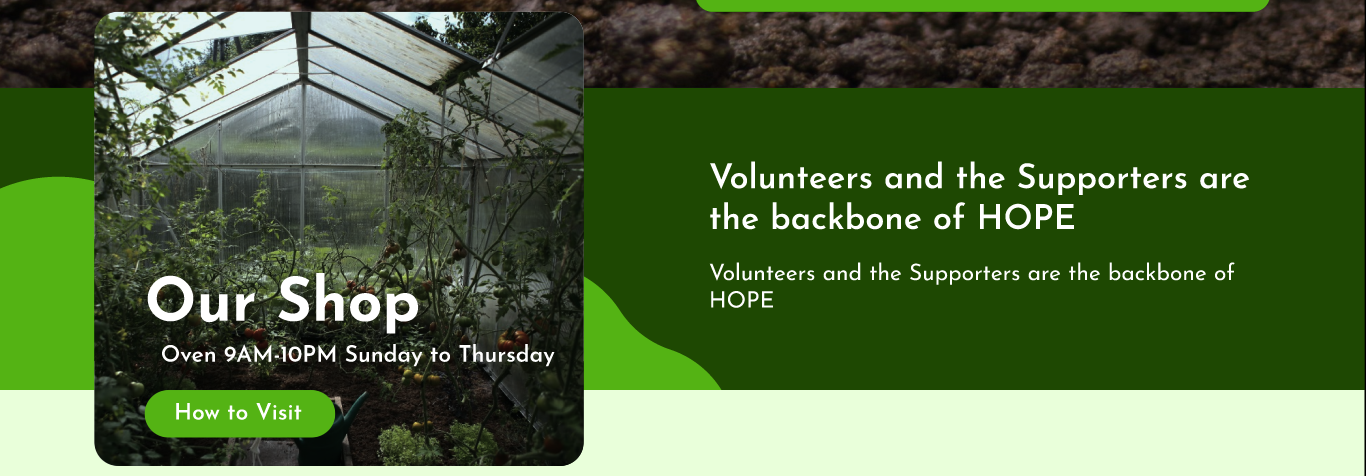 Our Shop
Oven 9AM-10PM Sunday to Thursday
How to Visit
Volunteers and the Supporters are
the backbone of HOPE
Volunteers and the Supporters are the backbone of
HOPE